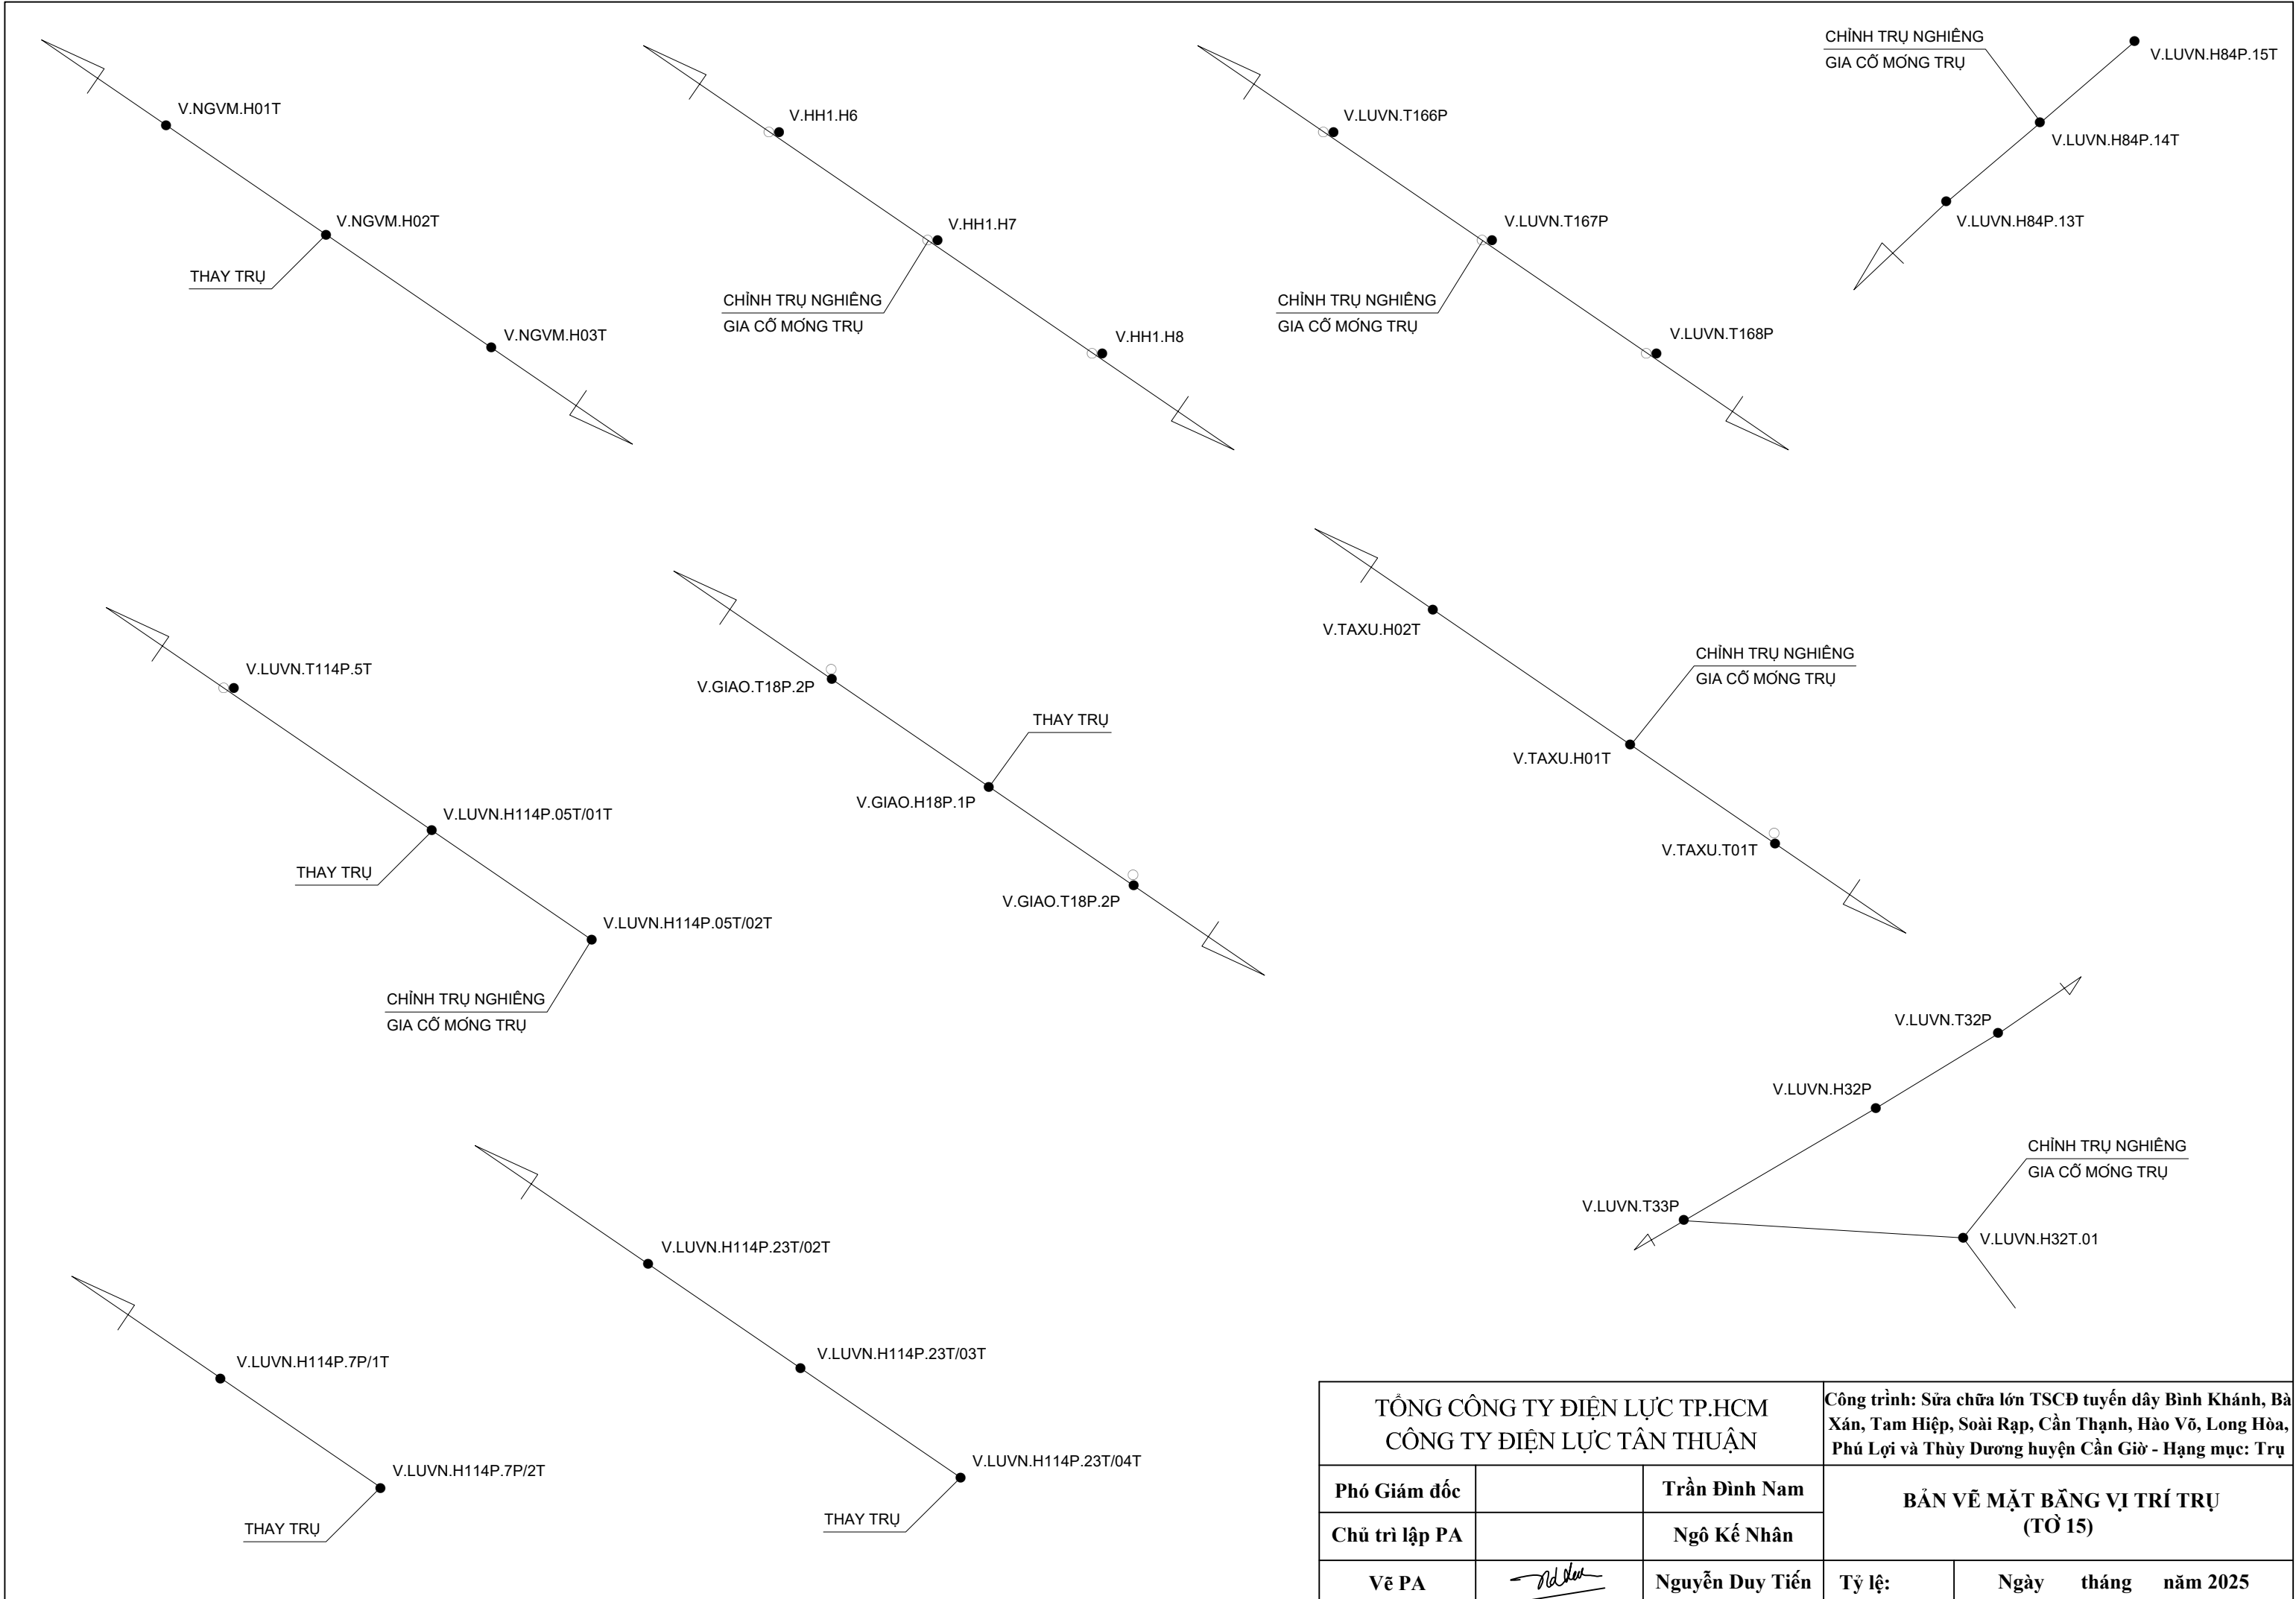 V.NGVM.H01T
V.NGVM.H02T
THAY TRỤ
V.NGVM.H03T
V.HH1.H6
V.HH1.H7
CHỈNH TRỤ NGHIÊNG
GIA CỐ MÓNG TRỤ
V.HH1.H8
V.LUVN.T166P
V.LUVN.T167P
CHỈNH TRỤ NGHIÊNG
GIA CỐ MÓNG TRỤ
V.LUVN.T168P
CHỈNH TRỤ NGHIÊNG
GIA CỐ MÓNG TRỤ
V.LUVN.H84P.15T
V.LUVN.H84P.14T
V.LUVN.H84P.13T
V.LUVN.T114P.5T
V.LUVN.H114P.05T/01T
THAY TRỤ
V.LUVN.H114P.05T/02T
CHỈNH TRỤ NGHIÊNG
GIA CỐ MÓNG TRỤ
V.GIAO.T18P.2P
THAY TRỤ
V.GIAO.H18P.1P
V.GIAO.T18P.2P
V.TAXU.H02T
CHỈNH TRỤ NGHIÊNG
GIA CỐ MÓNG TRỤ
V.TAXU.H01T
V.TAXU.T01T
V.LUVN.T32P
V.LUVN.H32P
CHỈNH TRỤ NGHIÊNG
GIA CỐ MÓNG TRỤ
V.LUVN.T33P
V.LUVN.H32T.01
V.LUVN.H114P.7P/1T
V.LUVN.H114P.7P/2T
THAY TRỤ
V.LUVN.H114P.23T/02T
V.LUVN.H114P.23T/03T
V.LUVN.H114P.23T/04T
THAY TRỤ
TỔNG CÔNG TY ĐIỆN LỰC TP.HCM
CÔNG TY ĐIỆN LỰC TÂN THUẬN
Công trình: Sửa chữa lớn TSCĐ tuyến dây Bình Khánh, Bà
Xán, Tam Hiệp, Soài Rạp, Cần Thạnh, Hào Võ, Long Hòa,
Phú Lợi và Thùy Dương huyện Cần Giờ - Hạng mục: Trụ
Phó Giám đốc Trần Đình Nam
Chủ trì lập PA Ngô Kế Nhân
Vẽ PA Nguyễn Duy Tiến
BẢN VẼ MẶT BẰNG VỊ TRÍ TRỤ
(TỜ 15)
Tỷ lệ: Ngày tháng năm 2025